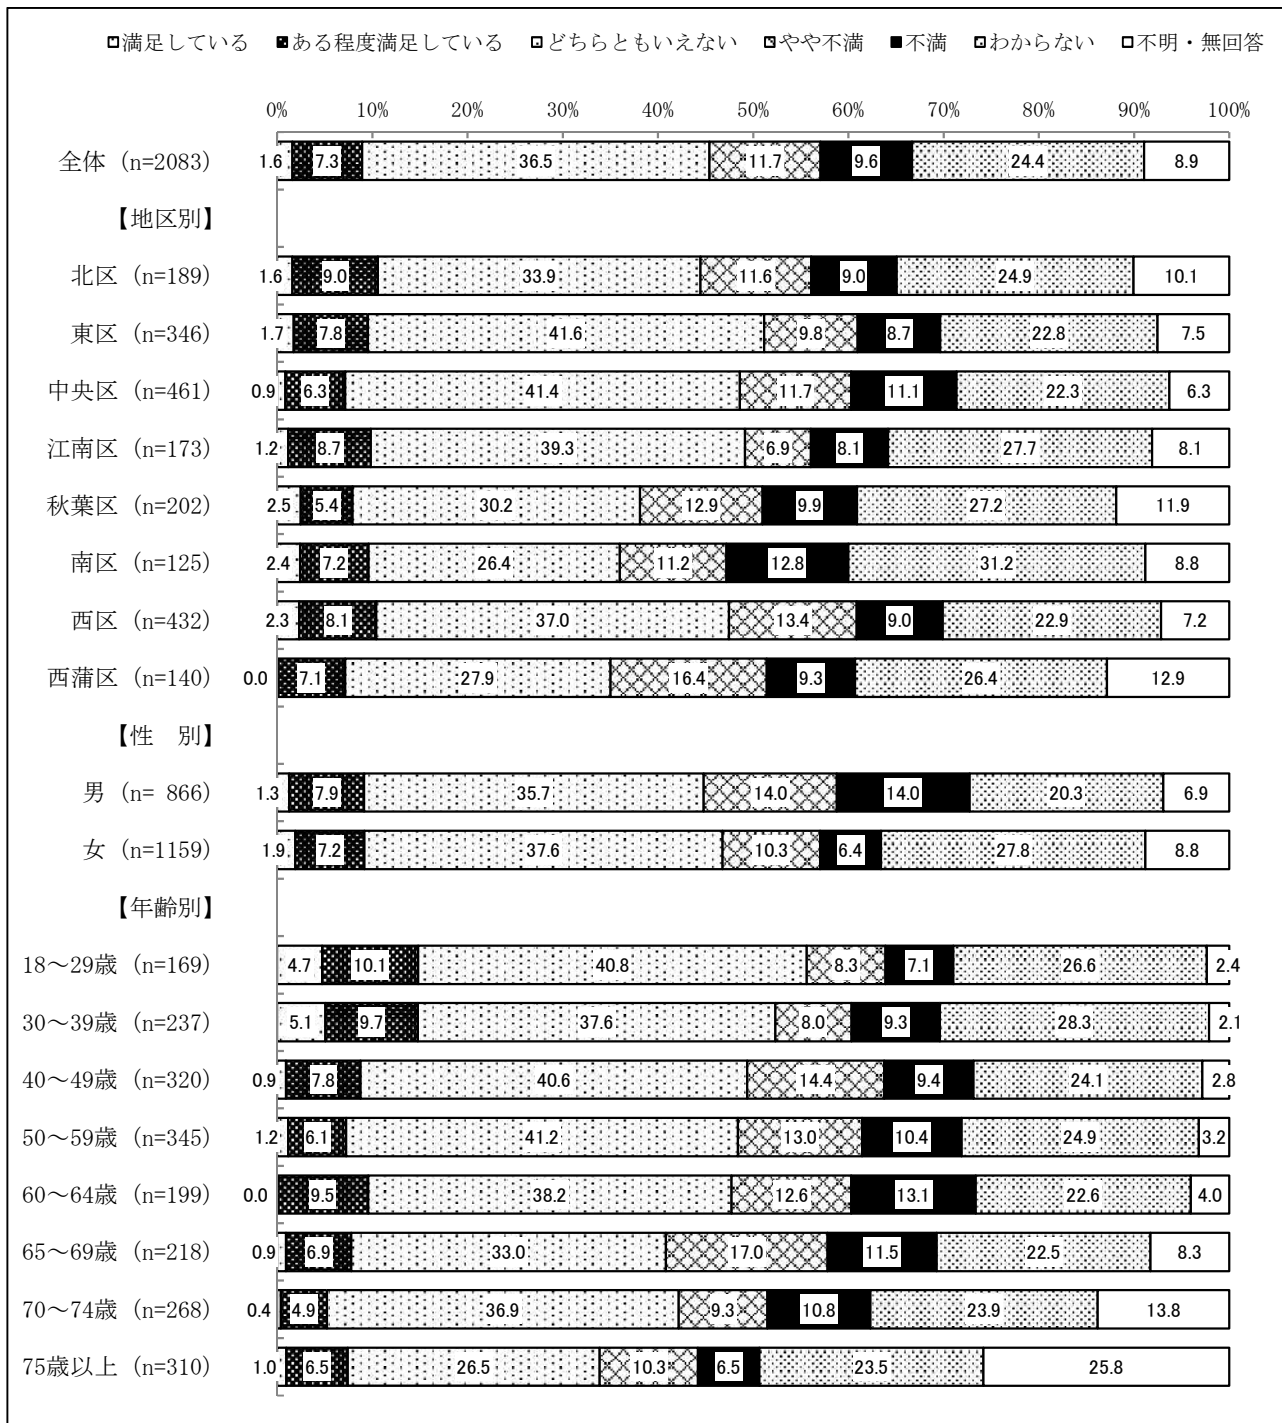 満足している ある程度満足している どちらともいえない やや不満 不満 わからない 不明・無回答
0% 10% 20% 30% 40% 50% 60% 70% 80% 90% 100%
全体 (n=2083) 1.6 7.3 36.5 11.7 9.6 24.4 8.9
【地区別】
北区 (n=189) 1.6 9.0 33.9 11.6 9.0 24.9 10.1
東区 (n=346) 1.7 7.8 41.6 9.8 8.7 22.8 7.5
中央区 (n=461) 0.9 6.3 41.4 11.7 11.1 22.3 6.3
江南区 (n=173) 1.2 8.7 39.3 6.9 8.1 27.7 8.1
秋葉区 (n=202) 2.5 5.4 30.2 12.9 9.9 27.2 11.9
南区 (n=125) 2.4 7.2 26.4 11.2 12.8 31.2 8.8
西区 (n=432) 2.3 8.1 37.0 13.4 9.0 22.9 7.2
西蒲区 (n=140) 0.0 7.1 27.9 16.4 9.3 26.4 12.9
【性　別】
男 (n= 866) 1.3 7.9 35.7 14.0 14.0 20.3 6.9
女 (n=1159) 1.9 7.2 37.6 10.3 6.4 27.8 8.8
【年齢別】
18～29歳 (n=169) 4.7 10.1 40.8 8.3 7.1 26.6 2.4
30～39歳 (n=237) 5.1 9.7 37.6 8.0 9.3 28.3 2.1
40～49歳 (n=320) 0.9 7.8 40.6 14.4 9.4 24.1 2.8
50～59歳 (n=345) 1.2 6.1 41.2 13.0 10.4 24.9 3.2
60～64歳 (n=199) 0.0 9.5 38.2 12.6 13.1 22.6 4.0
65～69歳 (n=218) 0.9 6.9 33.0 17.0 11.5 22.5 8.3
70～74歳 (n=268) 0.4 4.9 36.9 9.3 10.8 23.9 13.8
75歳以上 (n=310) 1.0 6.5 26.5 10.3 6.5 23.5 25.8